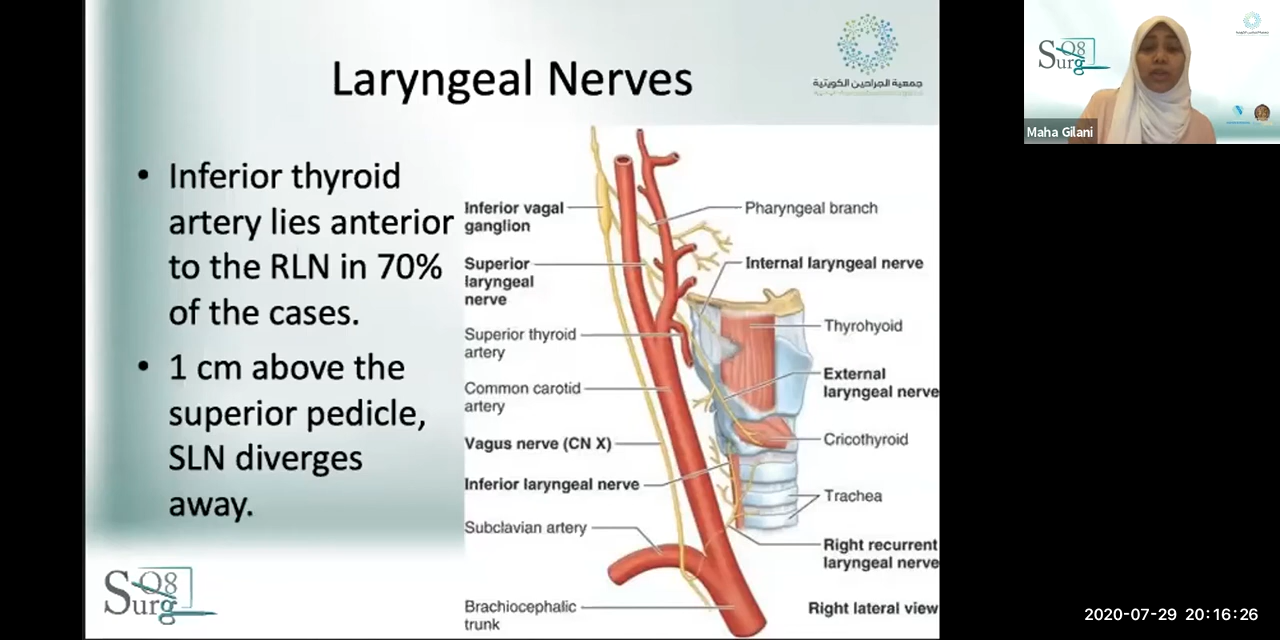 Laryngeal Nerves
جمعية الجراحين الكويتية
• Inferior thyroid
artery lies anterior
to the RLN in 70%
of the cases.
• 1 cm above the
superior pedicle,
SLN diverges
away.
Inferior vagal
ganglion
Superior
laryngeal
nerve
Superior thyroid
artery
Common carotid
artery
Vagus nerve (CN X)
Inferior laryngeal nerve
Subclavian artery
Brachiocephalic
trunk
Pharyngeal branch
Internal laryngeal nerve
Thyrohyoid
External
laryngeal nerve
Cricothyroid
Trachea
Right recurrent
laryngeal nerve
Right lateral view
Q8
Surg
Q8
Surg
Maha Gilani
2020-07-29 20:16:26